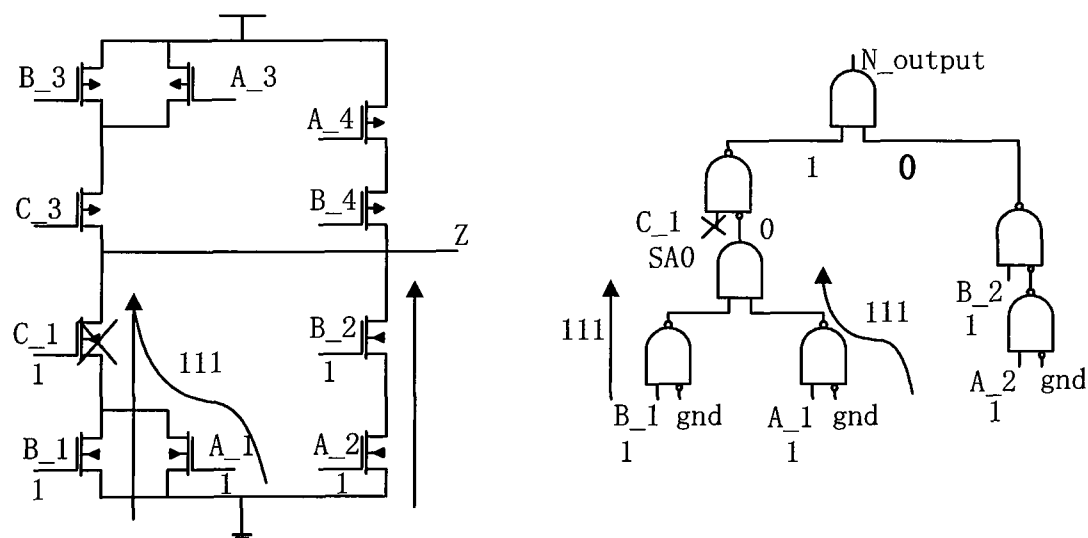 B_3
A_3
A_4
C_3
B_4
Z
C_1
1
111
B_2
1
B_1
1
A_1
1
A_2
1
N_output
1
0
C_1
SA0
0
111
111
B_2
1
B_1 gnd
1
A_1 gnd
1
A_2 gnd
1